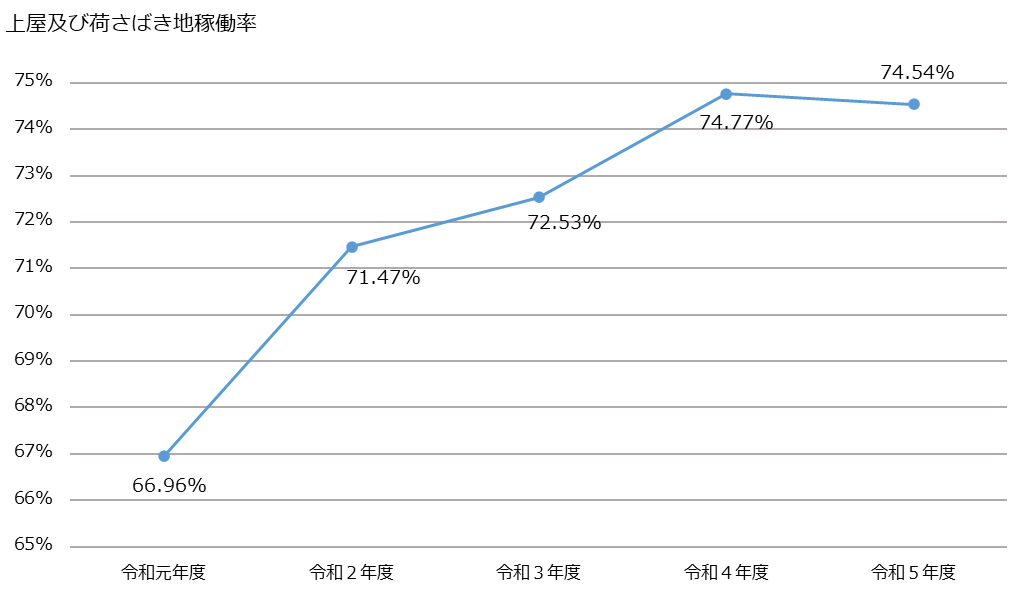 上屋及び荷さばき地稼働率
75%
74%
73%
72%
71%
70%
69%
68%
67%
66%
65%
66.96%
71.47%
72.53%
74.77%
74.54%
令和元年度
令和２年度
令和３年度
令和４年度
令和５年度